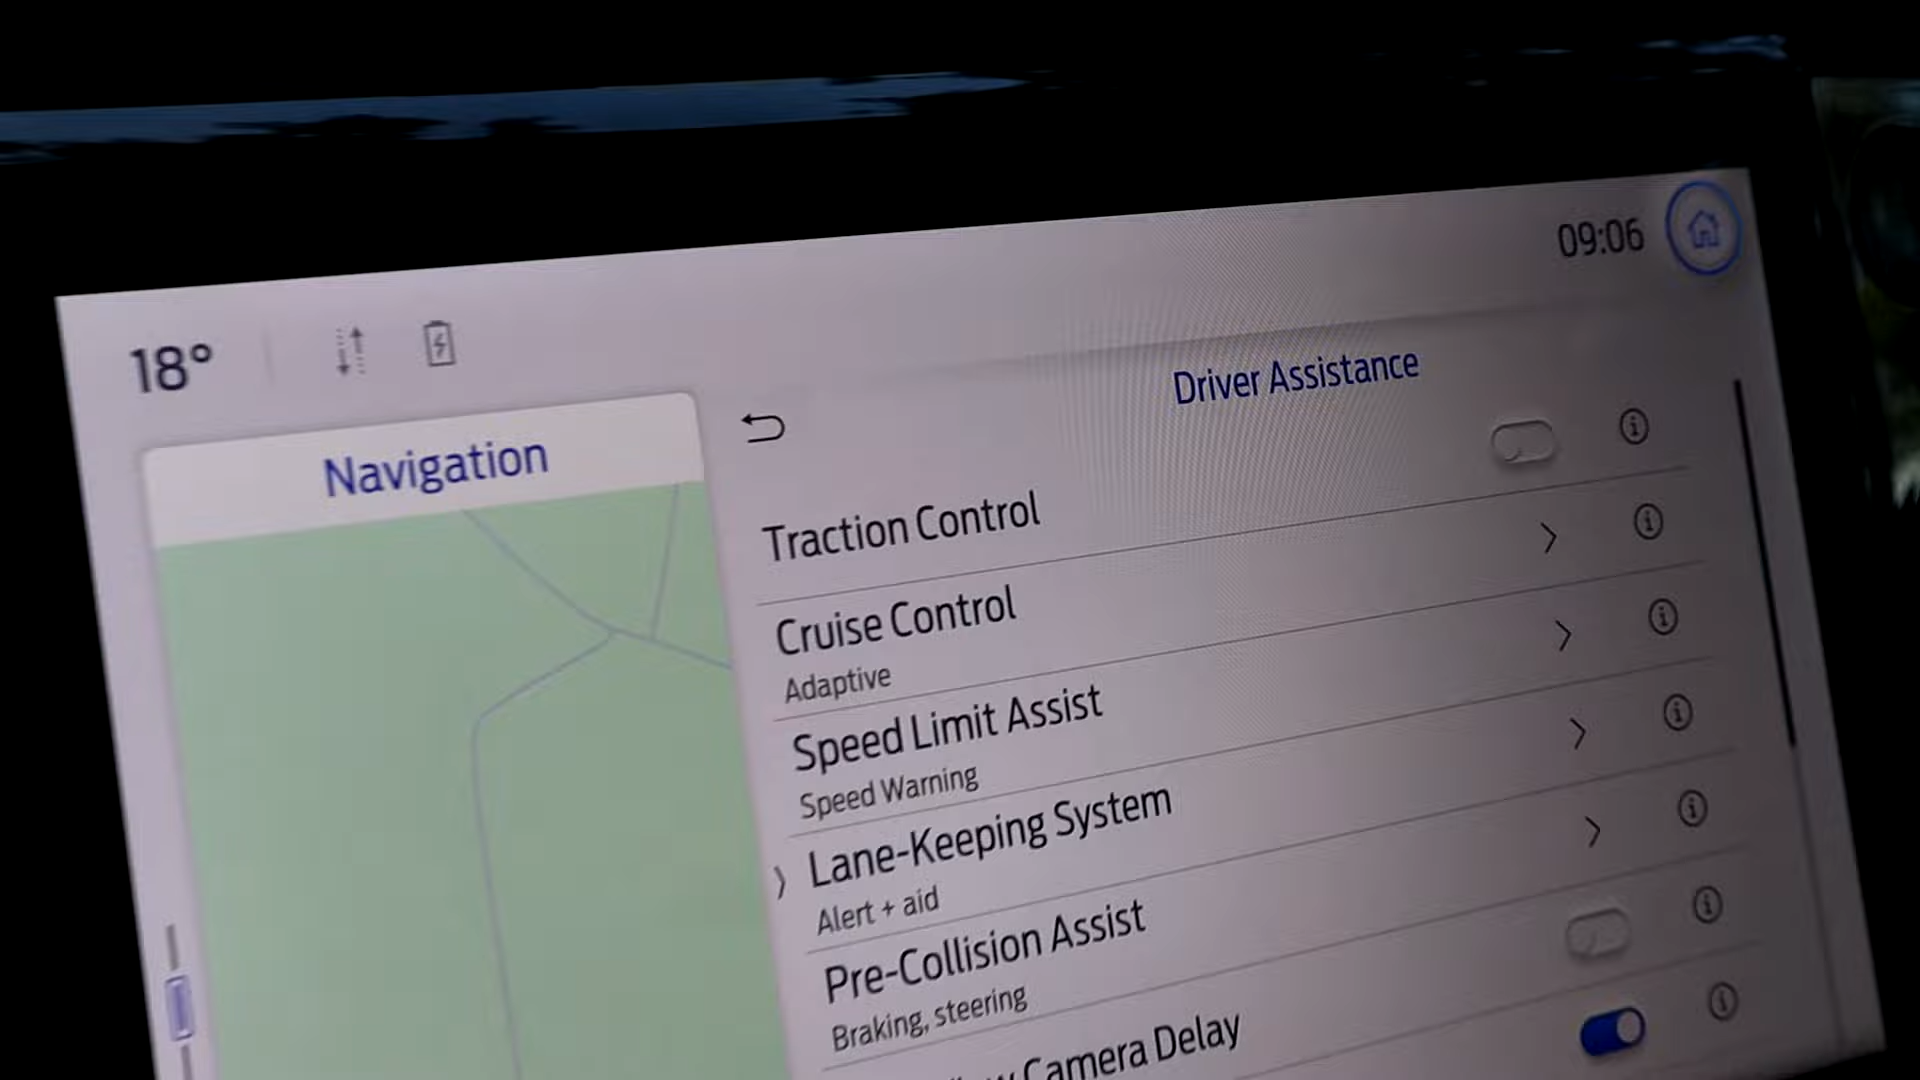 18°
09:06
Navigation
Driver Assistance
Traction Control
Cruise Control
Adaptive
Speed Limit Assist
Speed Warning
Lane-Keeping System
Alert + aid
Pre-Collision Assist
Braking, steering
Camera Delay